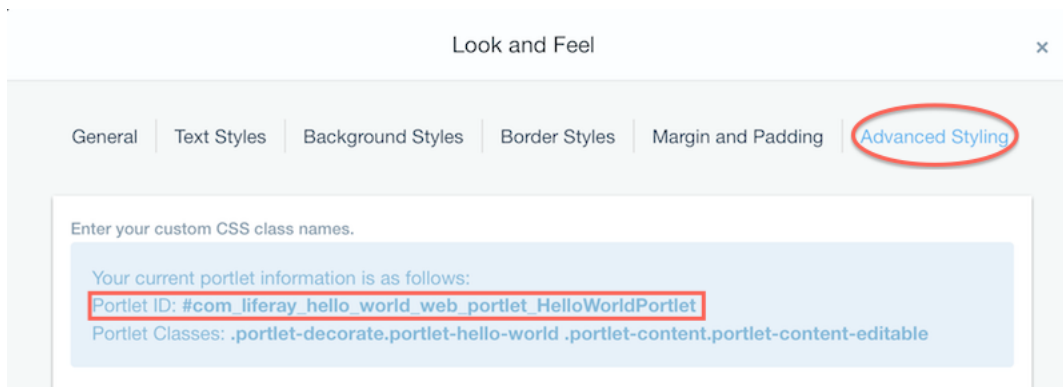 Look and Feel ×
General Text Styles Background Styles Border Styles Margin and Padding Advanced Styling
Enter your custom CSS class names.
Your current portlet information is as follows:
Portlet ID: #com_liferay_hello_world_web_portlet_HelloWorldPortlet
Portlet Classes: .portlet-decorate.portlet-hello-world .portlet-content.portlet-content-editable